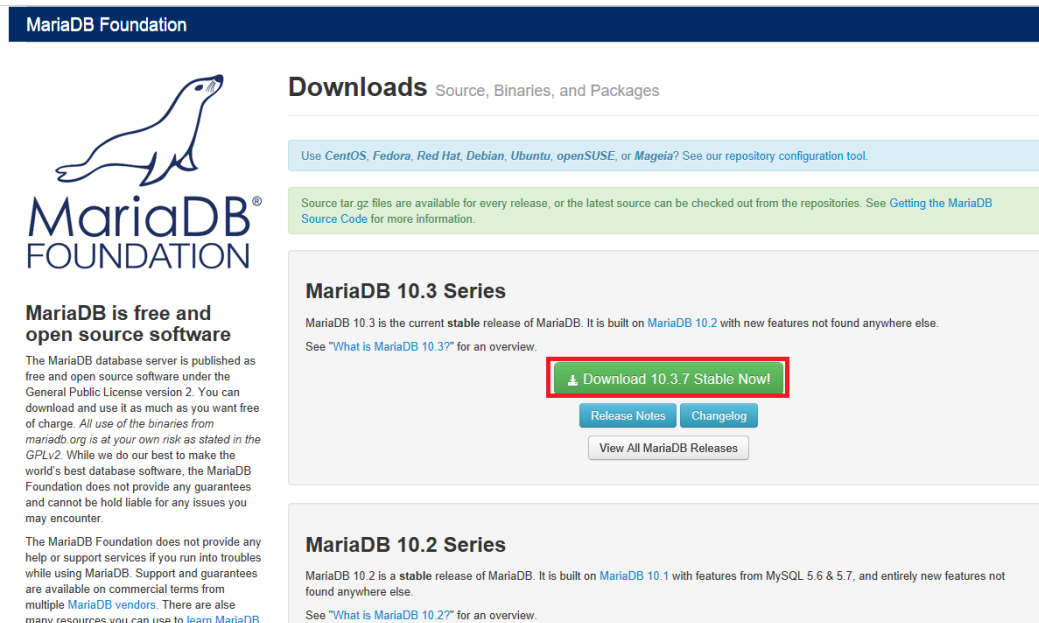 MariaDB Foundation
MariaDB®
FOUNDATION
MariaDB is free and
open source software
The MariaDB database server is published as
free and open source software under the
General Public License version 2. You can
download and use it as much as you want free
of charge. All use of the binaries from
mariadb.org is at your own risk as stated in the
GPLv2. While we do our best to make the
world's best database software, the MariaDB
Foundation does not provide any guarantees
and cannot be hold liable for any issues you
may encounter.
The MariaDB Foundation does not provide any
help or support services if you run into troubles
while using MariaDB. Support and guarantees
are available on commercial terms from
multiple MariaDB vendors. There are alse
many resources you can use to learn MariaDB
Downloads Source, Binaries, and Packages
Use CentOS, Fedora, Red Hat, Debian, Ubuntu, openSUSE, or Mageia? See our repository configuration tool.
Source tar.gz files are available for every release, or the latest source can be checked out from the repositories. See Getting the MariaDB
Source Code for more information.
MariaDB 10.3 Series
MariaDB 10.3 is the current stable release of MariaDB. It is built on MariaDB 10.2 with new features not found anywhere else.
See "What is MariaDB 10.3?" for an overview.
Download 10.3.7 Stable Now!
Release Notes Changelog
View All MariaDB Releases
MariaDB 10.2 Series
MariaDB 10.2 is a stable release of MariaDB. It is built on MariaDB 10.1 with features from MySQL 5.6 & 5.7, and entirely new features not
found anywhere else.
See "What is MariaDB 10.2?" for an overview.